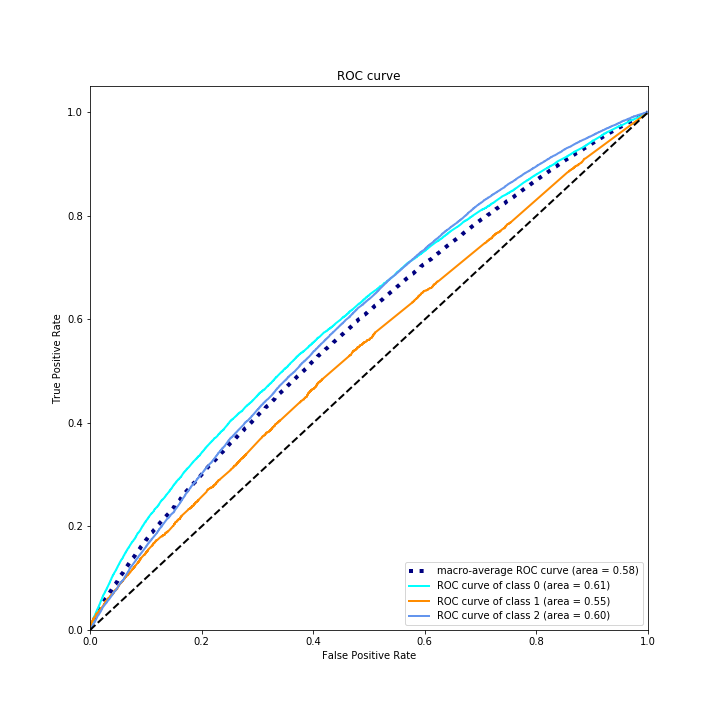 ROC curve
1.0
0.8
0.6
0.4
0.2
0.0
True Positive Rate
macro-average ROC curve (area = 0.58)
ROC curve of class 0 (area = 0.61)
ROC curve of class 1 (area = 0.55)
ROC curve of class 2 (area = 0.60)
0.0 0.2 0.4 0.6 0.8 1.0
False Positive Rate